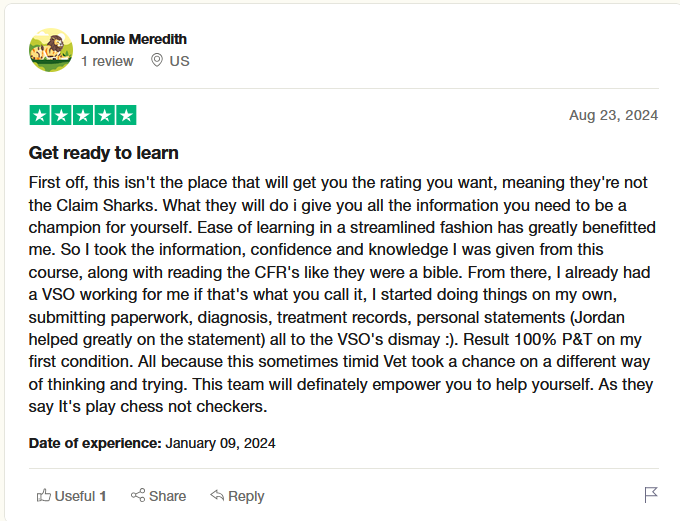 Lonnie Meredith
1 review US
Aug 23, 2024
Get ready to learn
First off, this isn't the place that will get you the rating you want, meaning they're not
the Claim Sharks. What they will do i give you all the information you need to be a
champion for yourself. Ease of learning in a streamlined fashion has greatly benefitted
me. So I took the information, confidence and knowledge I was given from this
course, along with reading the CFR's like they were a bible. From there, I already had
a VSO working for me if that's what you call it, I started doing things on my own,
submitting paperwork, diagnosis, treatment records, personal statements (Jordan
helped greatly on the statement) all to the VSO's dismay :). Result 100% P&T on my
first condition. All because this sometimes timid Vet took a chance on a different way
of thinking and trying. This team will definately empower you to help yourself. As they
say It's play chess not checkers.
Date of experience: January 09, 2024
Useful 1 Share Reply